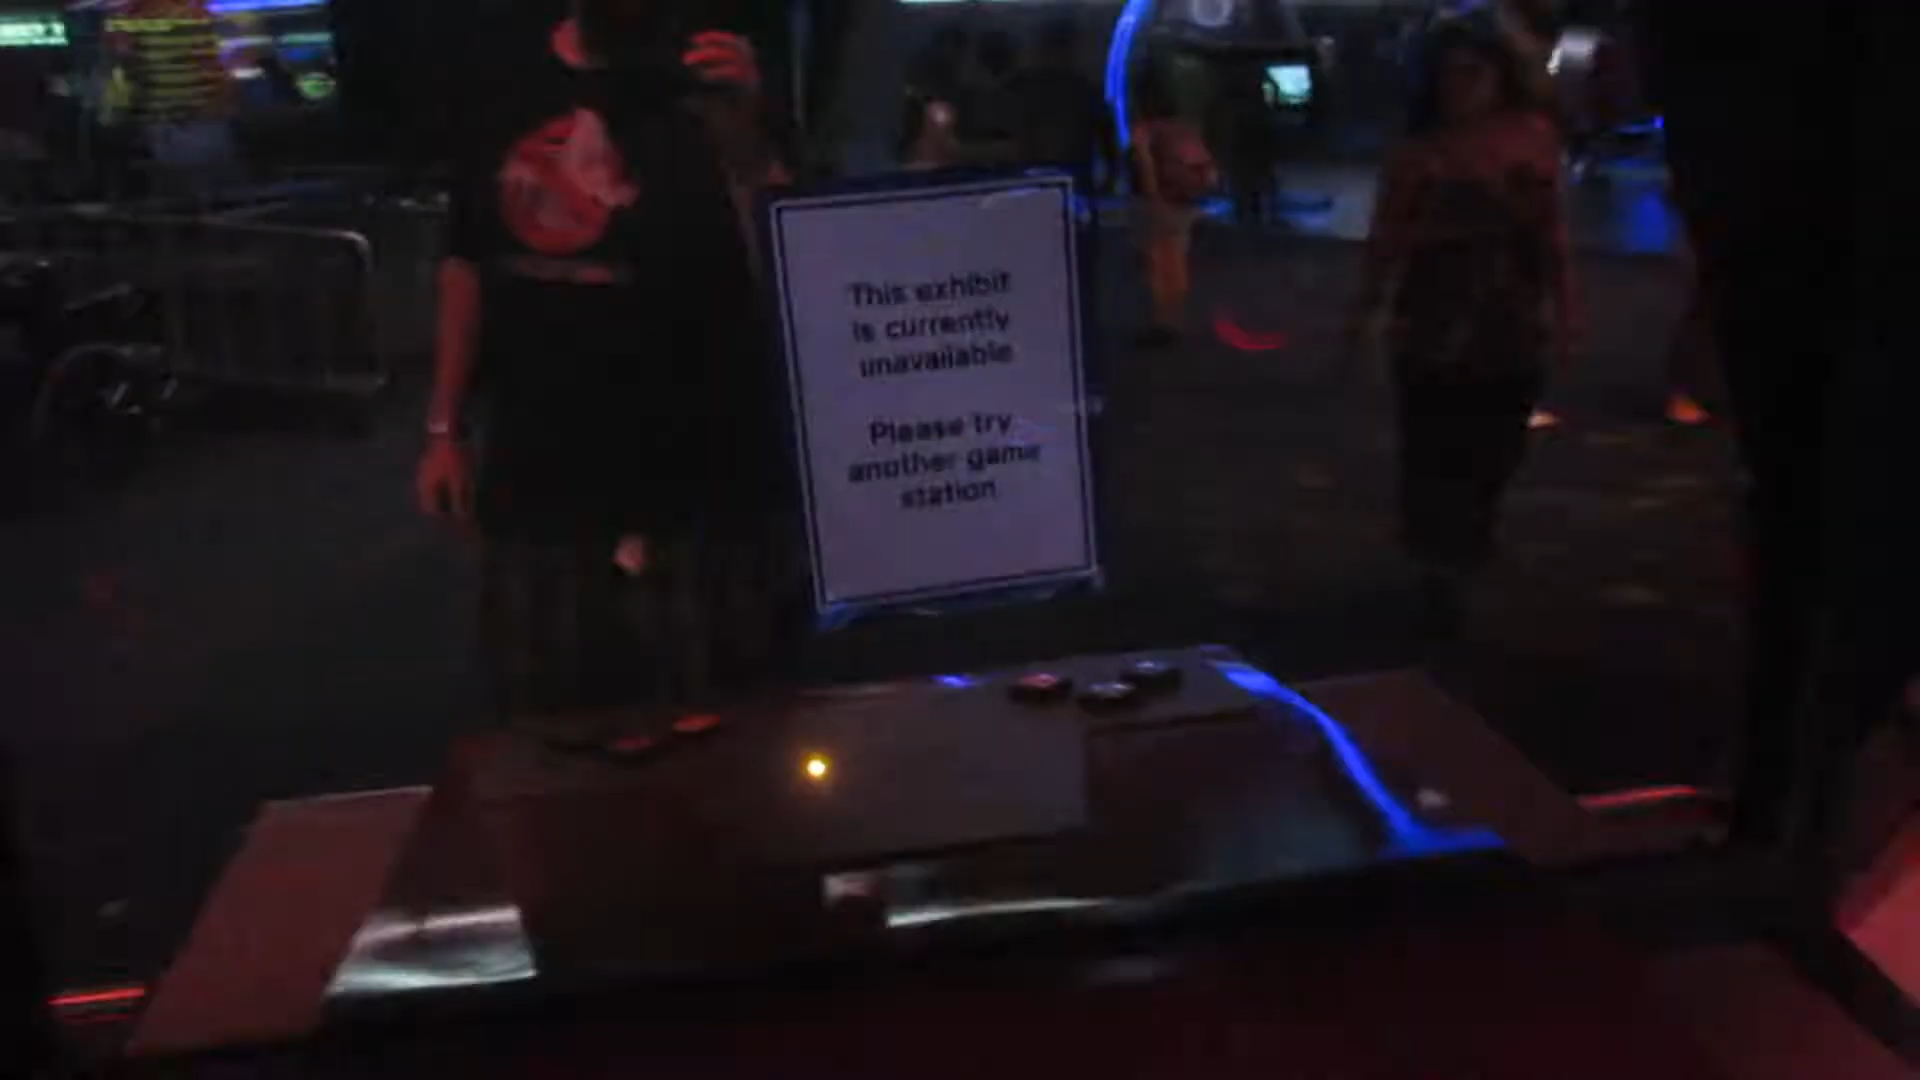 This exhibit
is currently
unavailable
Please try
another game
station